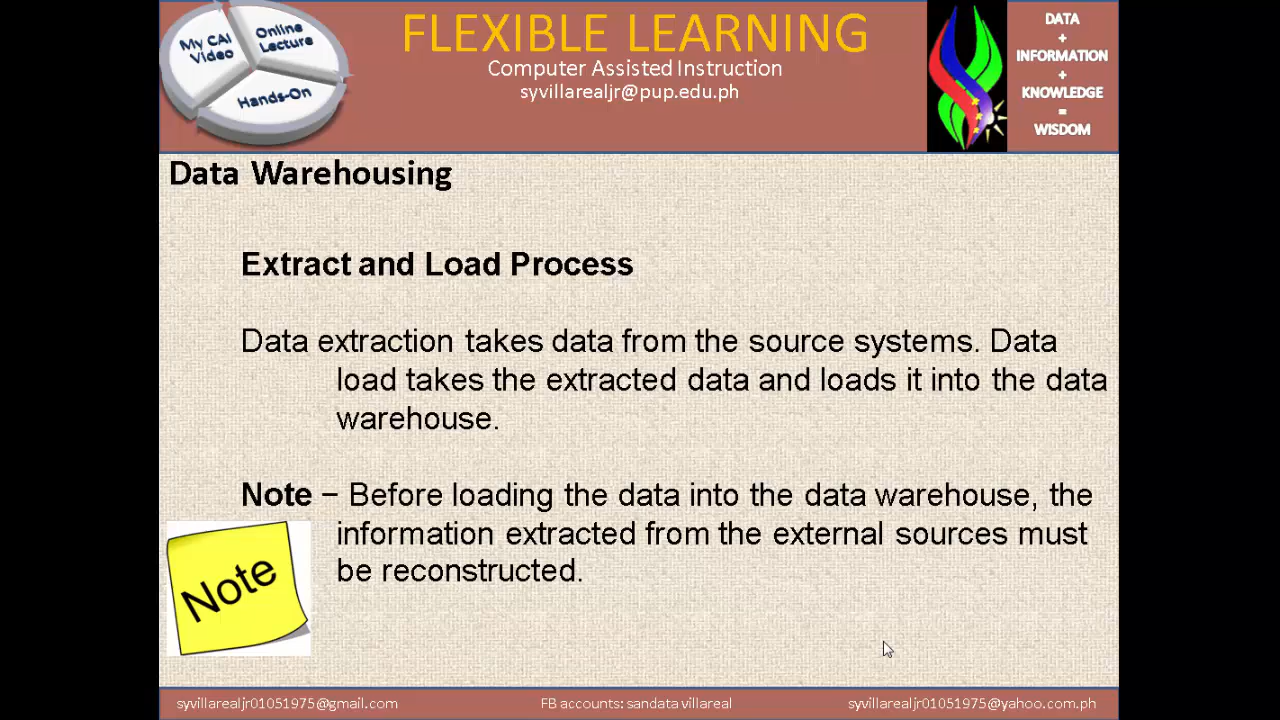 My CAI
Video
Online
Lecture
Hands-On
FLEXIBLE LEARNING
Computer Assisted Instruction
syvillarealjr@pup.edu.ph
DATA
+
INFORMATION
+
KNOWLEDGE
=
WISDOM
Data Warehousing
Extract and Load Process
Data extraction takes data from the source systems. Data
load takes the extracted data and loads it into the data
warehouse.
Note − Before loading the data into the data warehouse, the
information extracted from the external sources must
be reconstructed.
Note
syvillarealjr01051975@gmail.com
FB accounts: sandata villareal
syvillarealjr01051975@yahoo.com.ph